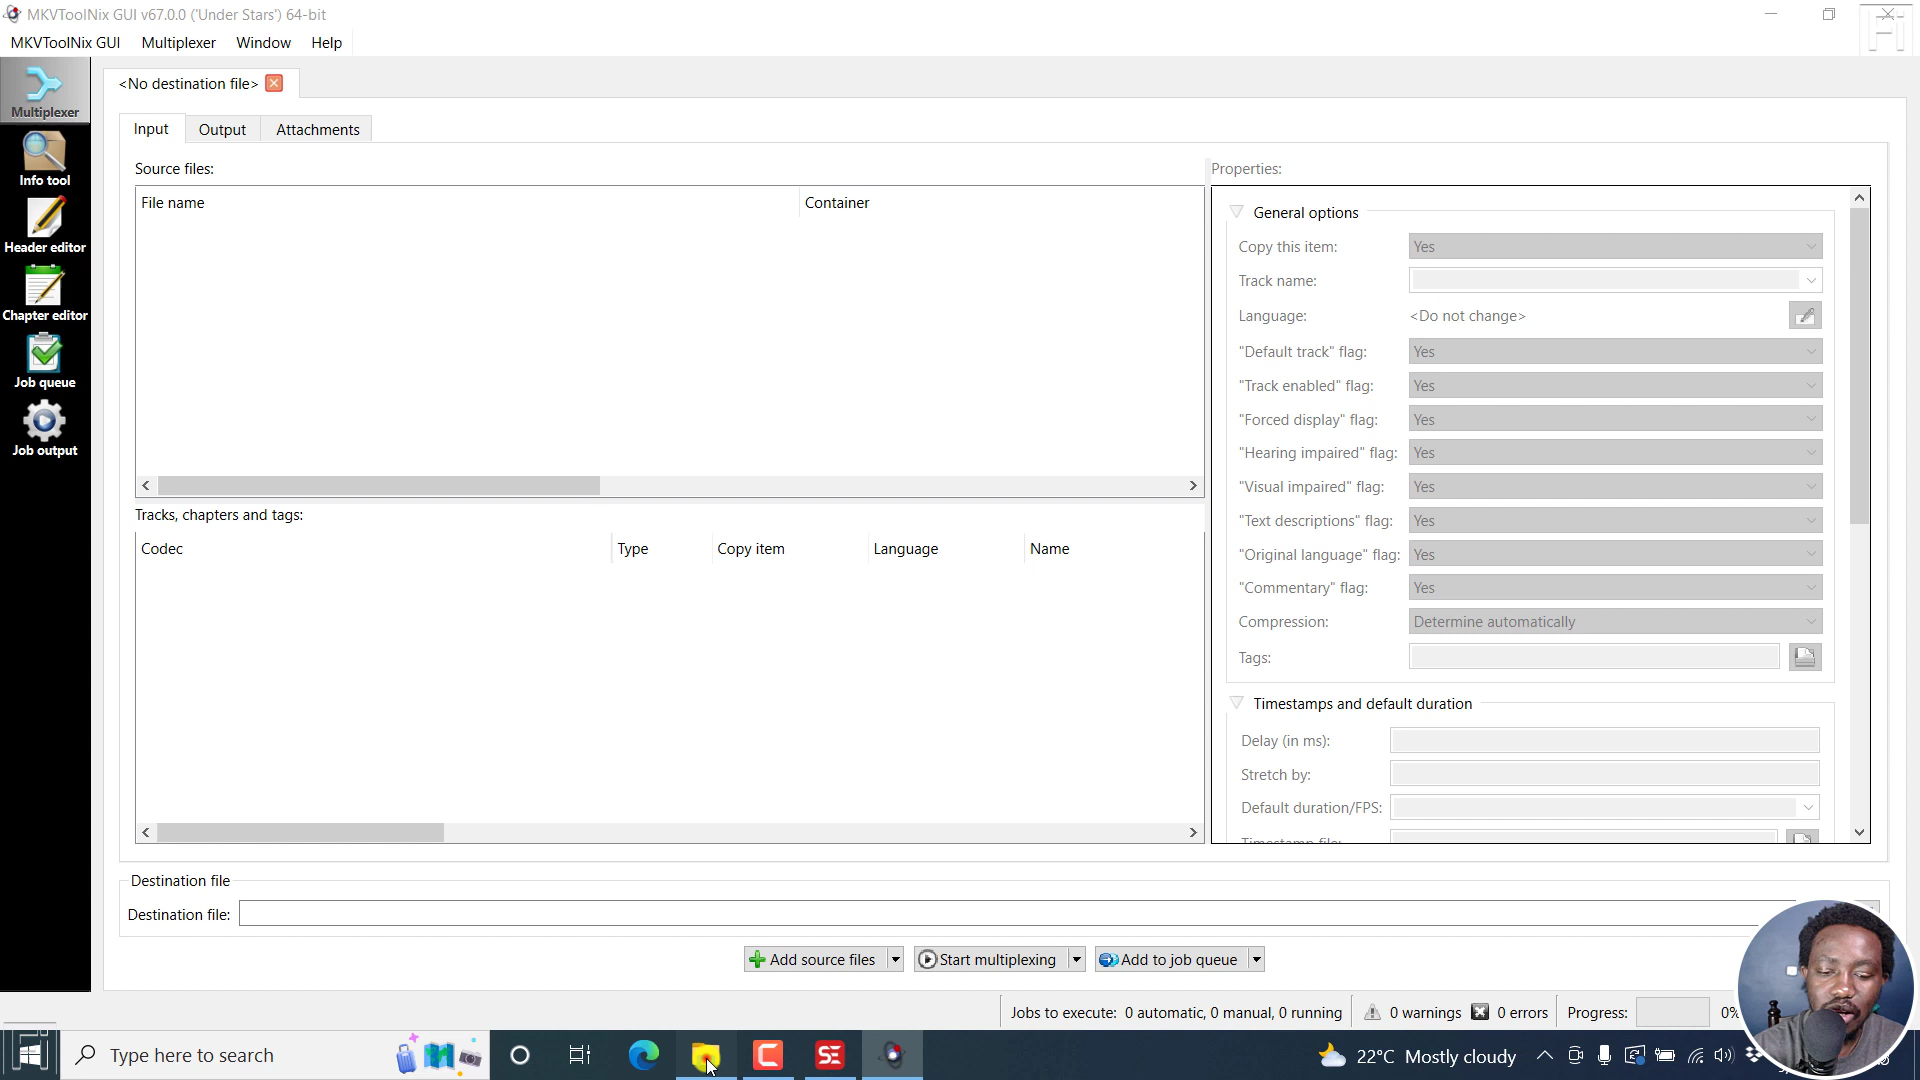 MKVToolNix GUI v67.0.0 ('Under Stars') 64-bit
MKVToolNix GUI Multiplexer Window Help
<No destination file>
Multiplexer
Info tool
Header editor
Chapter editor
Job queue
Job output
Input Output Attachments
Source files:
File name Container
Tracks, chapters and tags:
Codec Type Copy item Language Name
Properties:
General options
Copy this item: Yes
Track name:
Language: <Do not change>
"Default track" flag: Yes
"Track enabled" flag: Yes
"Forced display" flag: Yes
"Hearing impaired" flag: Yes
"Visual impaired" flag: Yes
"Text descriptions" flag: Yes
"Original language" flag: Yes
"Commentary" flag: Yes
Compression: Determine automatically
Tags:
Timestamps and default duration
Delay (in ms):
Stretch by:
Default duration/FPS:
Timestamp file:
Destination file
Destination file:
Add source files Start multiplexing Add to job queue
Jobs to execute: 0 automatic, 0 manual, 0 running 0 warnings 0 errors Progress: 0%
Type here to search SE 22°C Mostly cloudy